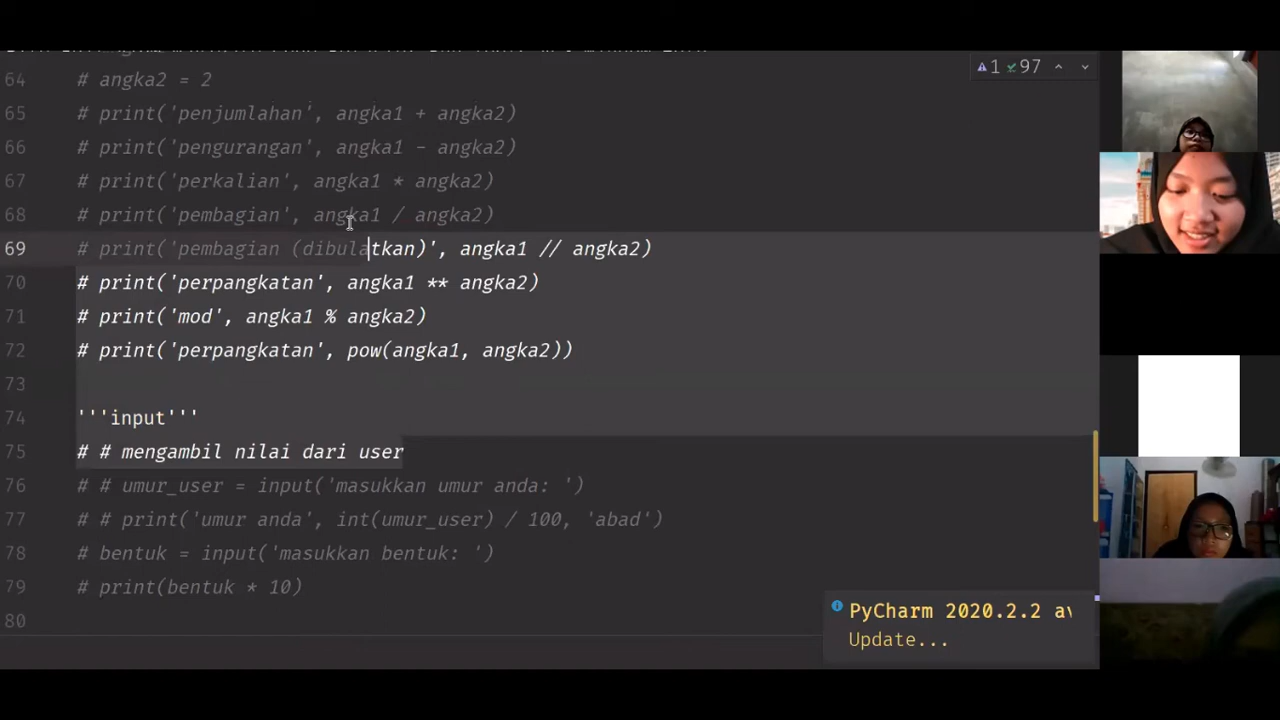 64 # angka2 = 2
65 # print('penjumlahan', angka1 + angka2)
66 # print('pengurangan', angka1 - angka2)
67 # print('perkalian', angka1 * angka2)
68 # print('pembagian', angka1 / angka2)
69 # print('pembagian (dibulatkan)', angka1 // angka2)
70 # print('perpangkatan', angka1 ** angka2)
71 # print('mod', angka1 % angka2)
72 # print('perpangkatan', pow(angka1, angka2))
73
74 '''input'''
75 # # mengambil nilai dari user
76 # # umur_user = input('masukkan umur anda: ')
77 # # print('umur anda', int(umur_user) / 100, 'abad')
78 # bentuk = input('masukkan bentuk: ')
79 # print(bentuk * 10)
80
1 97
PyCharm 2020.2.2 av
Update...